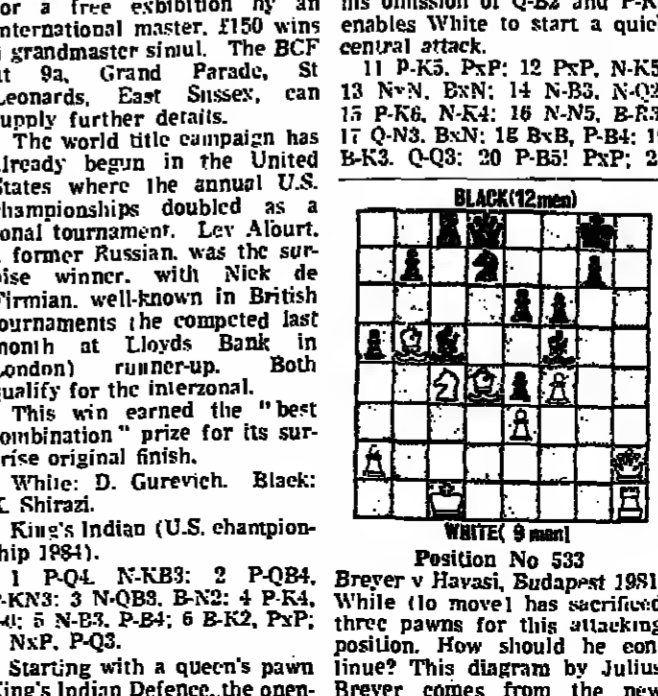 or a free exbibition by an
international master. £150 wins
grandmaster simul. The BCF
at 9a, Grand Parade, St
Leonards, East Sussex, can
supply further details.
The world title campaign has
already begun in the United
States where the annual U.S.
championships doubled as a
zonal tournament. Lev Alburt,
former Russian, was the sur-
prise winner, with Nick de
Firmian, well-known in British
tournaments (he competed last
month at Lloyds Bank in
London) runner-up. Both
qualify for the interzonal.
This win earned the "best
combination" prize for its sur-
prise original finish.
White: D. Gurevich. Black:
K. Shirazi.
King's Indian (U.S. champion-
ship 1984).
1 P-Q4, N-KB3: 2 P-QB4,
P-KN3: 3 N-QB3, B-N2: 4 P-K4,
5 N-B3, P-B4: 6 B-K2, PxP:
NxP, P-Q3.
Starting with a queen's pawn
King's Indian Defence, the open-
his omission of Q-B2 and P-K
enables White to start a quick
central attack.
11 P-K5, PxP: 12 PxP, N-K5
13 NxN, BxN: 14 N-B3, N-Q2
15 P-K6, N-K4: 16 N-N5, B-R3
17 Q-N3, BxN: 18 BxB, P-B4: 1
B-K3, Q-Q3: 20 P-B5! PxP: 2
BLACK(12men)
WHITE( 9 men)
Position No 533
Breyer v Havasi, Budapest 1981
White (to move) has sacrificed
three pawns for this attacking
position. How should he con-
tinue? This diagram by Julius
Breyer comes from the new